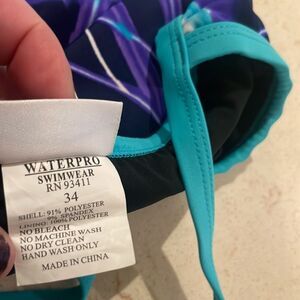 WATERPRO
SWIMWEAR
RN 93411
34
SHELL: 91% POLYESTER
9% SPANDEX
LINING: 100% POLYESTER
NO BLEACH
NO MACHINE WASH
NO DRY CLEAN
HAND WASH ONLY
MADE IN CHINA